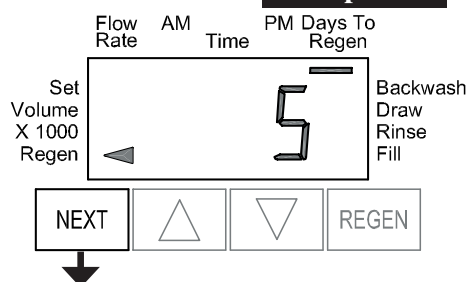 Flow AM PM Days To
Rate Time Regen
Set Backwash
Volume Draw
X 1000 Rinse
Regen Fill
5
NEXT REGEN